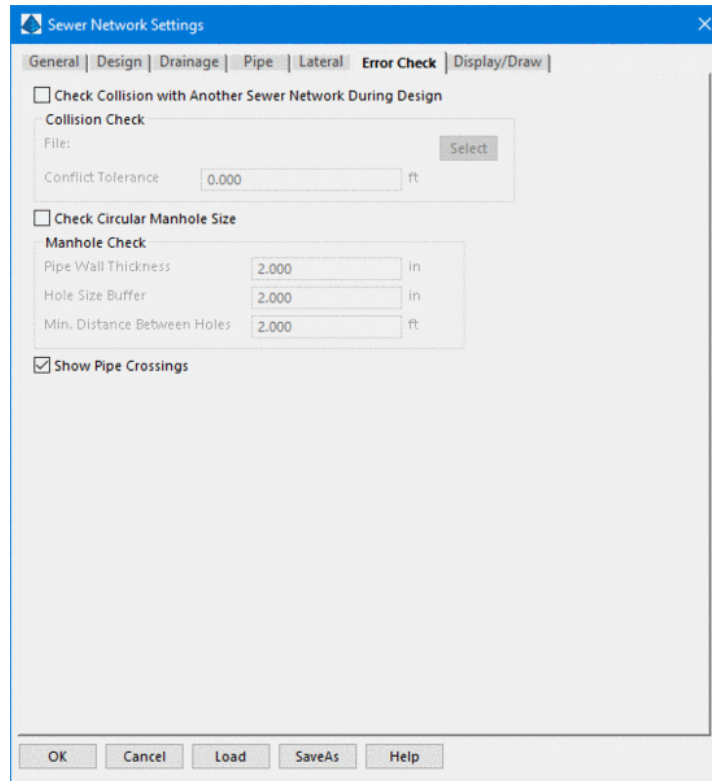 Sewer Network Settings
General | Design | Drainage | Pipe | Lateral | Error Check | Display/Draw |
Check Collision with Another Sewer Network During Design
Collision Check
File:
Select
Conflict Tolerance 0.000 ft
Check Circular Manhole Size
Manhole Check
Pipe Wall Thickness 2.000 in
Hole Size Buffer 2.000 in
Min. Distance Between Holes 2.000 ft
Show Pipe Crossings
OK Cancel Load SaveAs Help